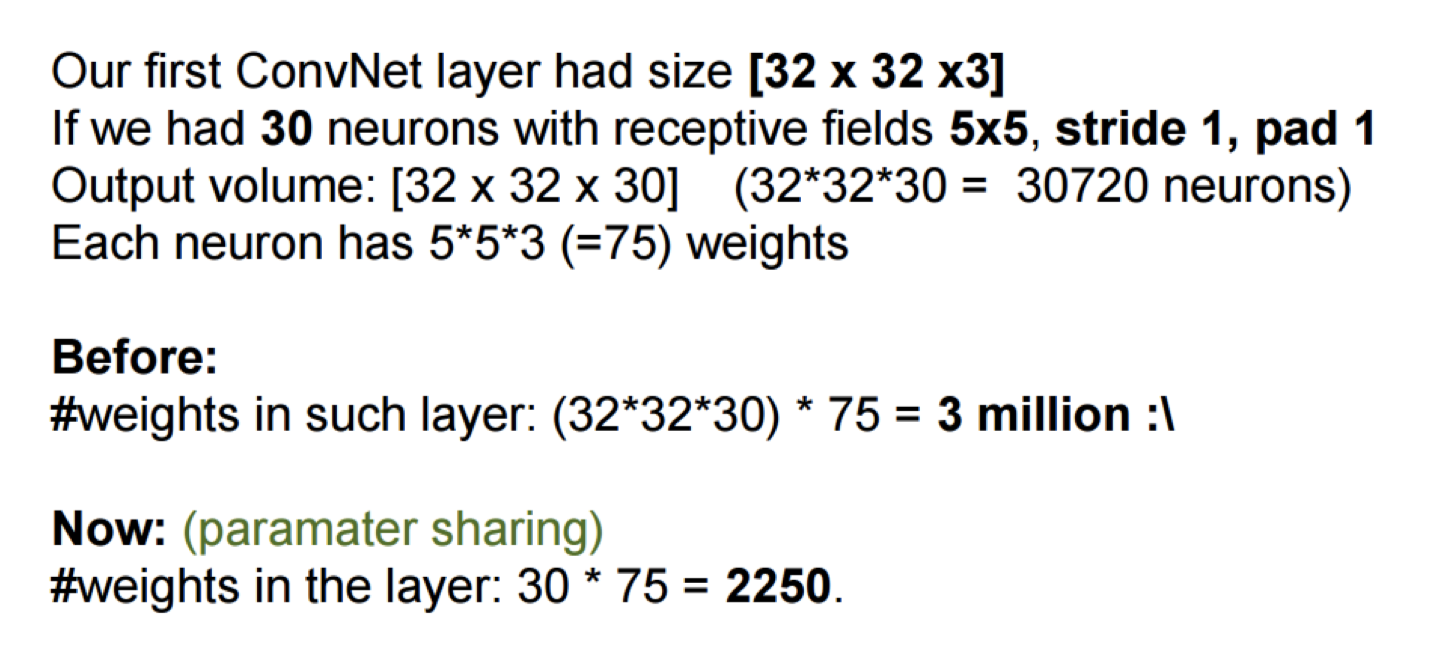 Our first ConvNet layer had size [32 x 32 x3]
If we had 30 neurons with receptive fields 5x5, stride 1, pad 1
Output volume: [32 x 32 x 30] (32*32*30 = 30720 neurons)
Each neuron has 5*5*3 (=75) weights
Before:
#weights in such layer: (32*32*30) * 75 = 3 million :\
Now: (paramater sharing)
#weights in the layer: 30 * 75 = 2250.